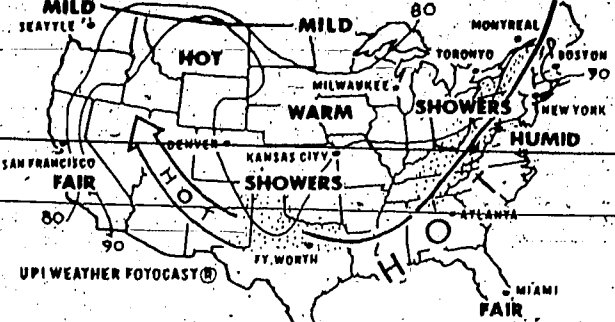 MILD
80
SEATTLE
MILD
MONTREAL
HOT
TORONTO
BOSTON
90
MILWAUKEE
WARM
SHOWERS
NEW YORK
DENVER
HUMID
KANSAS CITY
SAN FRANCISCO
FAIR
HOT
SHOWERS
80
90
ATLANTA
HOT
FT. WORTH
UPI WEATHER FOTOCAST ®
MIAMI
FAIR